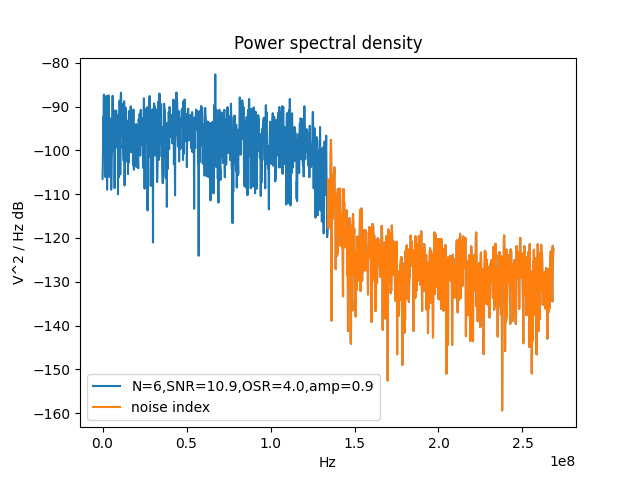 Power spectral density
V^2 / Hz dB
−80
−90
−100
−110
−120
−130
−140
−150
−160
N=6,SNR=10.9,OSR=4.0,amp=0.9
noise index
0.0 0.5 1.0 1.5 2.0 2.5
1e8
Hz